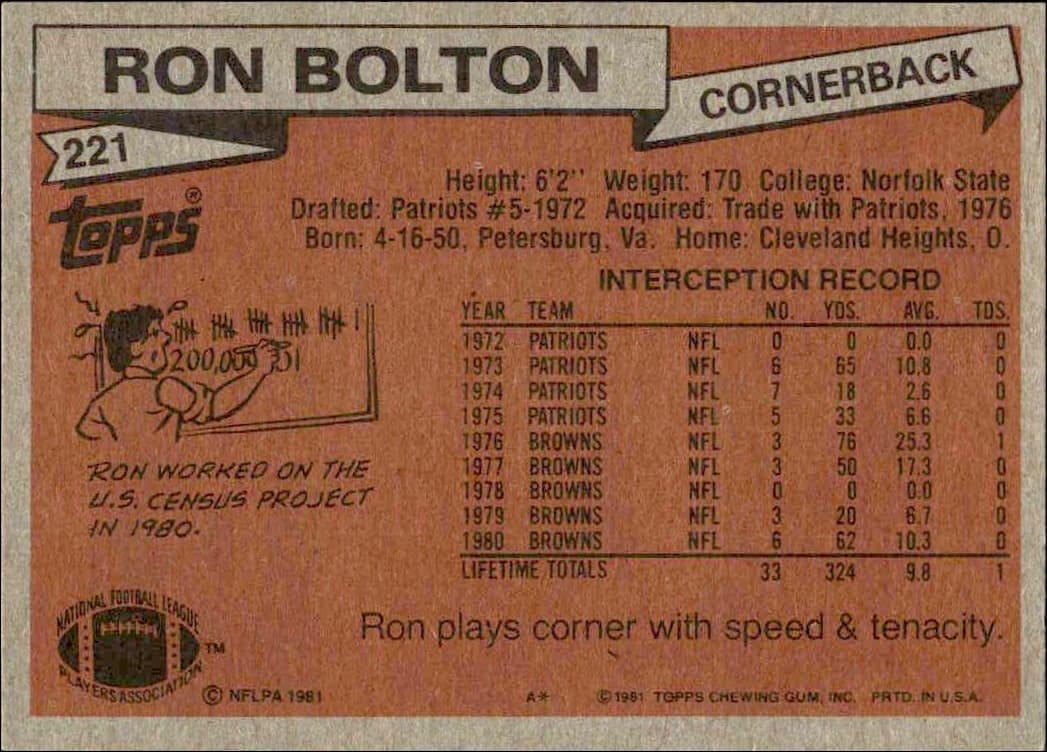 RON BOLTON
CORNERBACK
221
TOPPS®
Height: 6'2'' Weight: 170 College: Norfolk State
Drafted: Patriots #5-1972 Acquired: Trade with Patriots, 1976
Born: 4-16-50, Petersburg, Va. Home: Cleveland Heights, O.
INTERCEPTION RECORD
YEAR TEAM NO. YDS. AVG. TDS.
1972 PATRIOTS NFL 0 0 0.0 0
1973 PATRIOTS NFL 6 65 10.8 0
1974 PATRIOTS NFL 7 18 2.6 0
1975 PATRIOTS NFL 5 33 6.6 0
1976 BROWNS NFL 3 76 25.3 1
1977 BROWNS NFL 3 50 17.3 0
1978 BROWNS NFL 0 0 0.0 0
1979 BROWNS NFL 3 20 6.7 0
1980 BROWNS NFL 6 62 10.3 0
LIFETIME TOTALS 33 324 9.8 1
RON WORKED ON THE
U.S. CENSUS PROJECT
IN 1980.
Ron plays corner with speed & tenacity.
NATIONAL FOOTBALL LEAGUE
PLAYERS ASSOCIATION
TM
© NFLPA 1981
A*
© 1981 TOPPS CHEWING GUM, INC. PRTD. IN U.S.A.